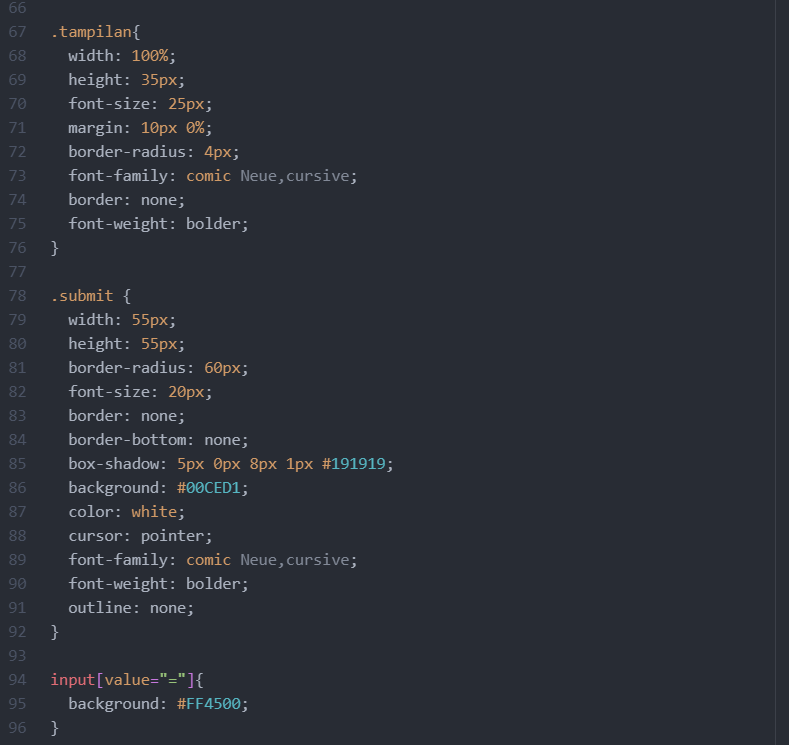 66
67 .tampilan{
68   width: 100%;
69   height: 35px;
70   font-size: 25px;
71   margin: 10px 0%;
72   border-radius: 4px;
73   font-family: comic Neue,cursive;
74   border: none;
75   font-weight: bolder;
76 }
77
78 .submit {
79   width: 55px;
80   height: 55px;
81   border-radius: 60px;
82   font-size: 20px;
83   border: none;
84   border-bottom: none;
85   box-shadow: 5px 0px 8px 1px #191919;
86   background: #00CED1;
87   color: white;
88   cursor: pointer;
89   font-family: comic Neue,cursive;
90   font-weight: bolder;
91   outline: none;
92 }
93
94 input[value="="]{
95   background: #FF4500;
96 }